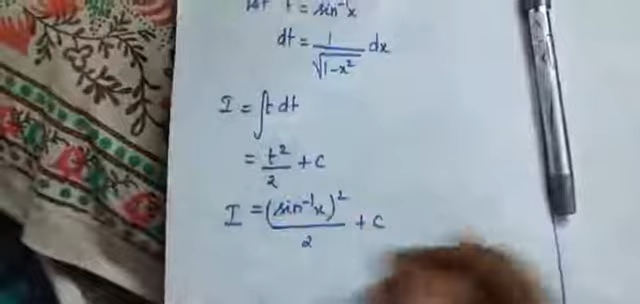 let t = sin⁻¹x
dt = 1/√(1-x²) dx
I = ∫t dt
= t²/2 + c
I = (sin⁻¹x)²/2 + c